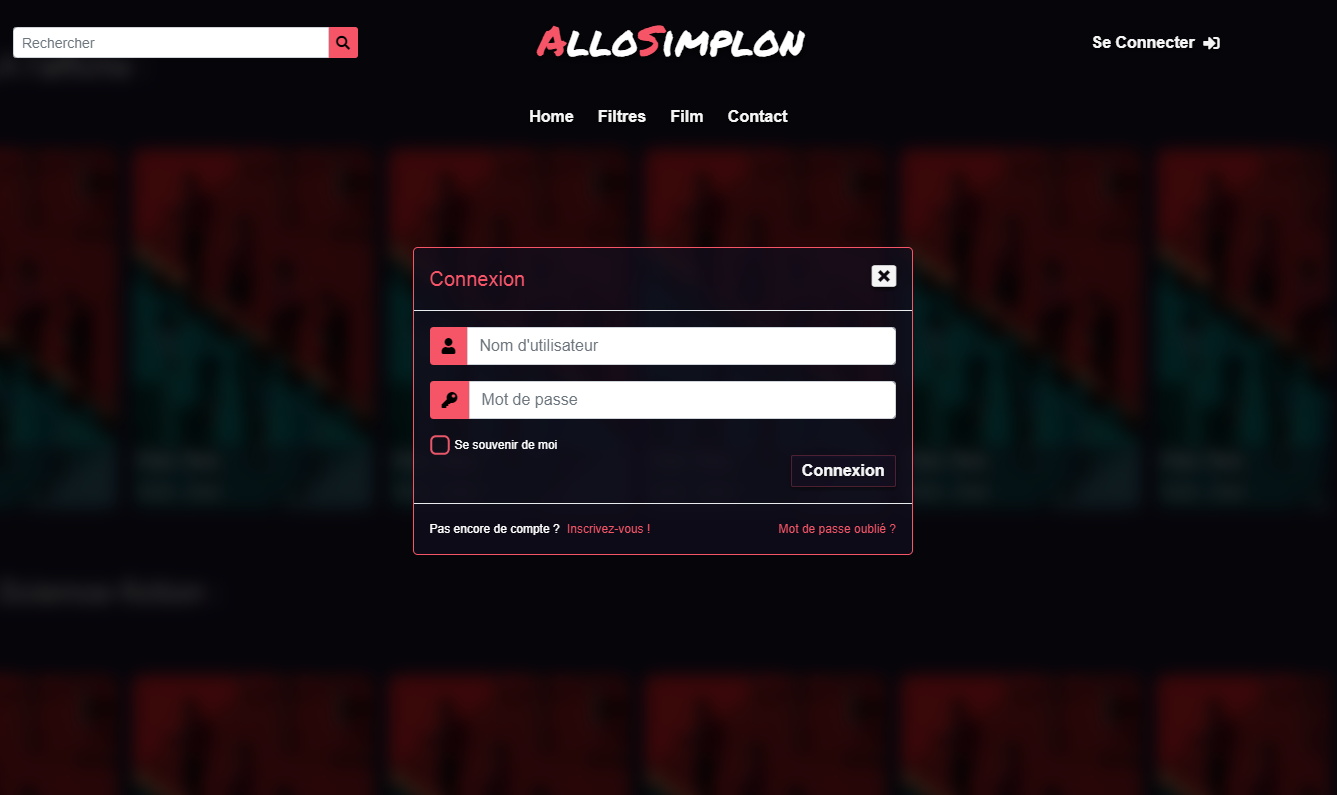 Rechercher
AlloSimplon
Se Connecter
Home Filtres Film Contact
Connexion
Nom d'utilisateur
Mot de passe
Se souvenir de moi
Connexion
Pas encore de compte ? Inscrivez-vous !
Mot de passe oublié ?